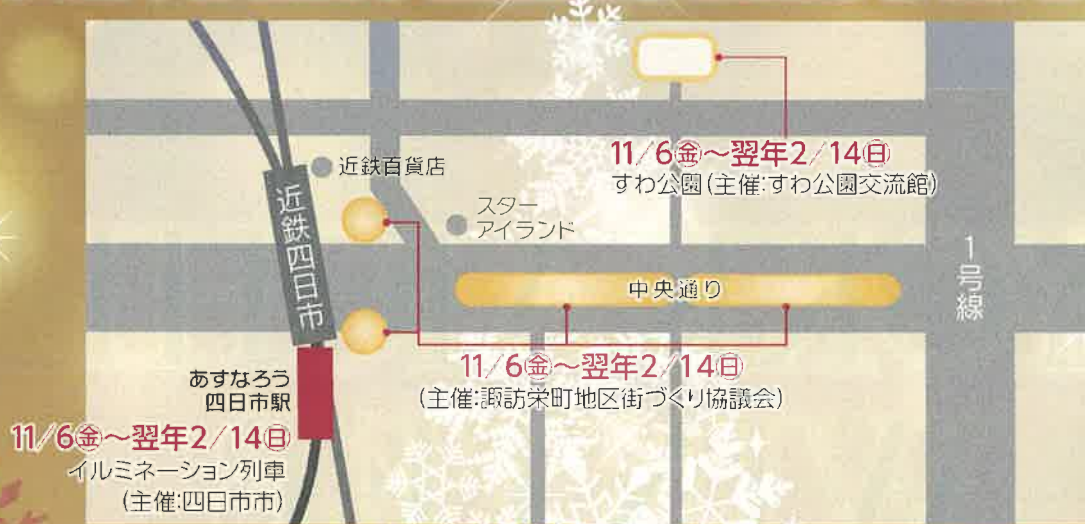 11/6㊎～翌年2/14㊐
すわ公園(主催:すわ公園交流館)
近鉄百貨店
スター
アイランド
近鉄四日市
中央通り
1号線
11/6㊎～翌年2/14㊐
(主催:諏訪栄町地区街づくり協議会)
あすなろう
四日市駅
11/6㊎～翌年2/14㊐
イルミネーション列車
(主催:四日市市)